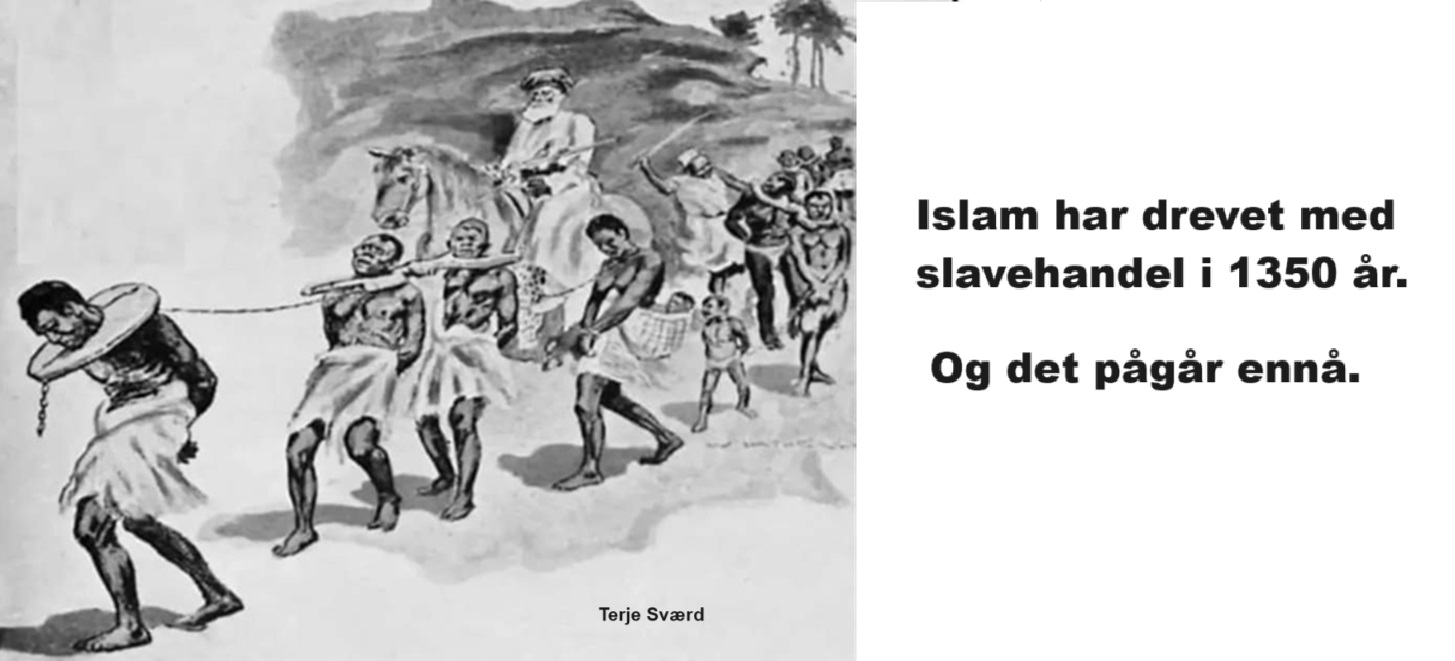 Islam har drevet med
slavehandel i 1350 år.
Og det pågår ennå.
Terje Sværd